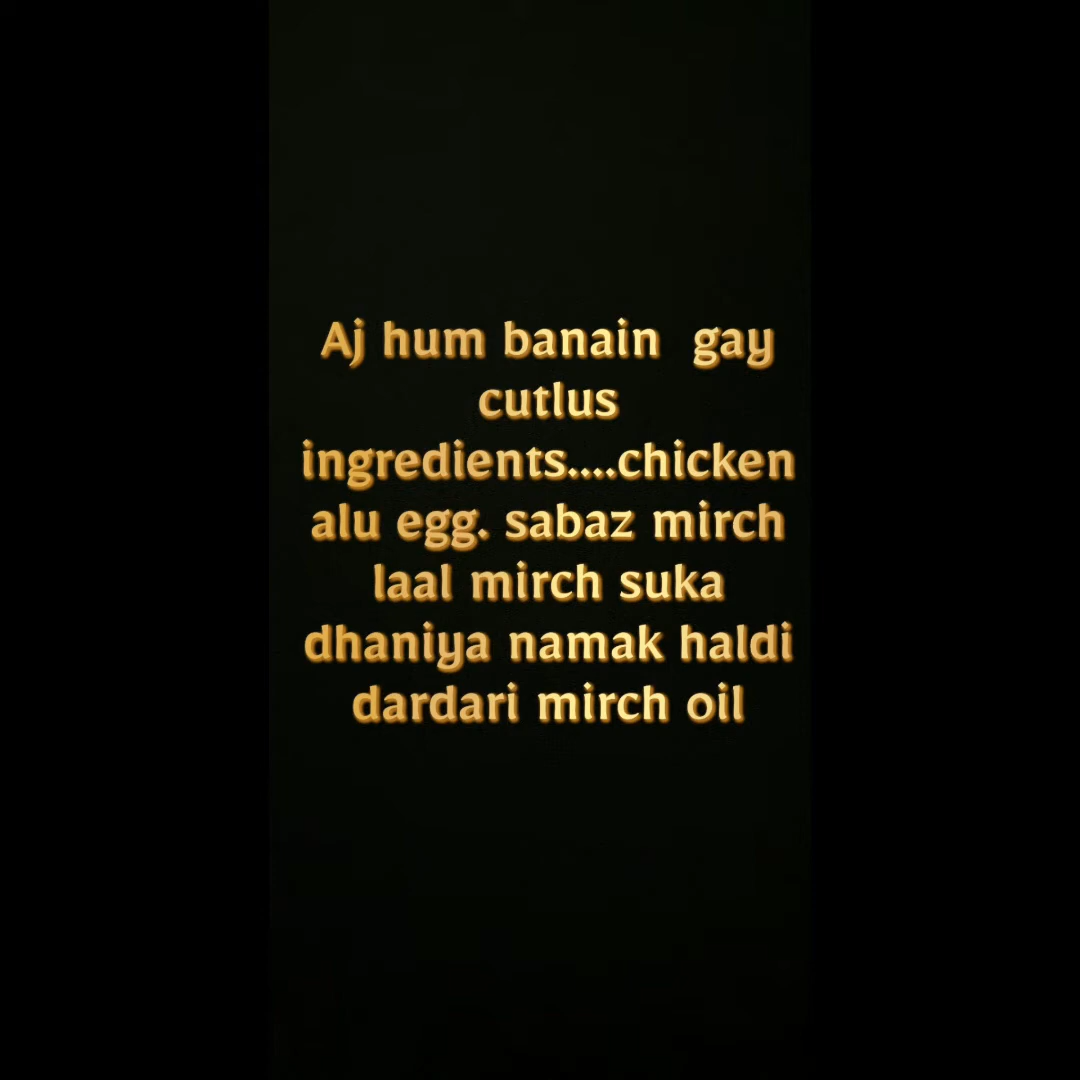 Aj hum banain  gay
cutlus
ingredients....chicken
alu egg. sabaz mirch
laal mirch suka
dhaniya namak haldi
dardari mirch oil